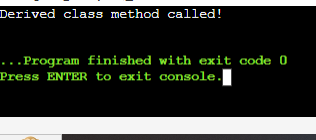 Derived class method called!
...Program finished with exit code 0
Press ENTER to exit console.